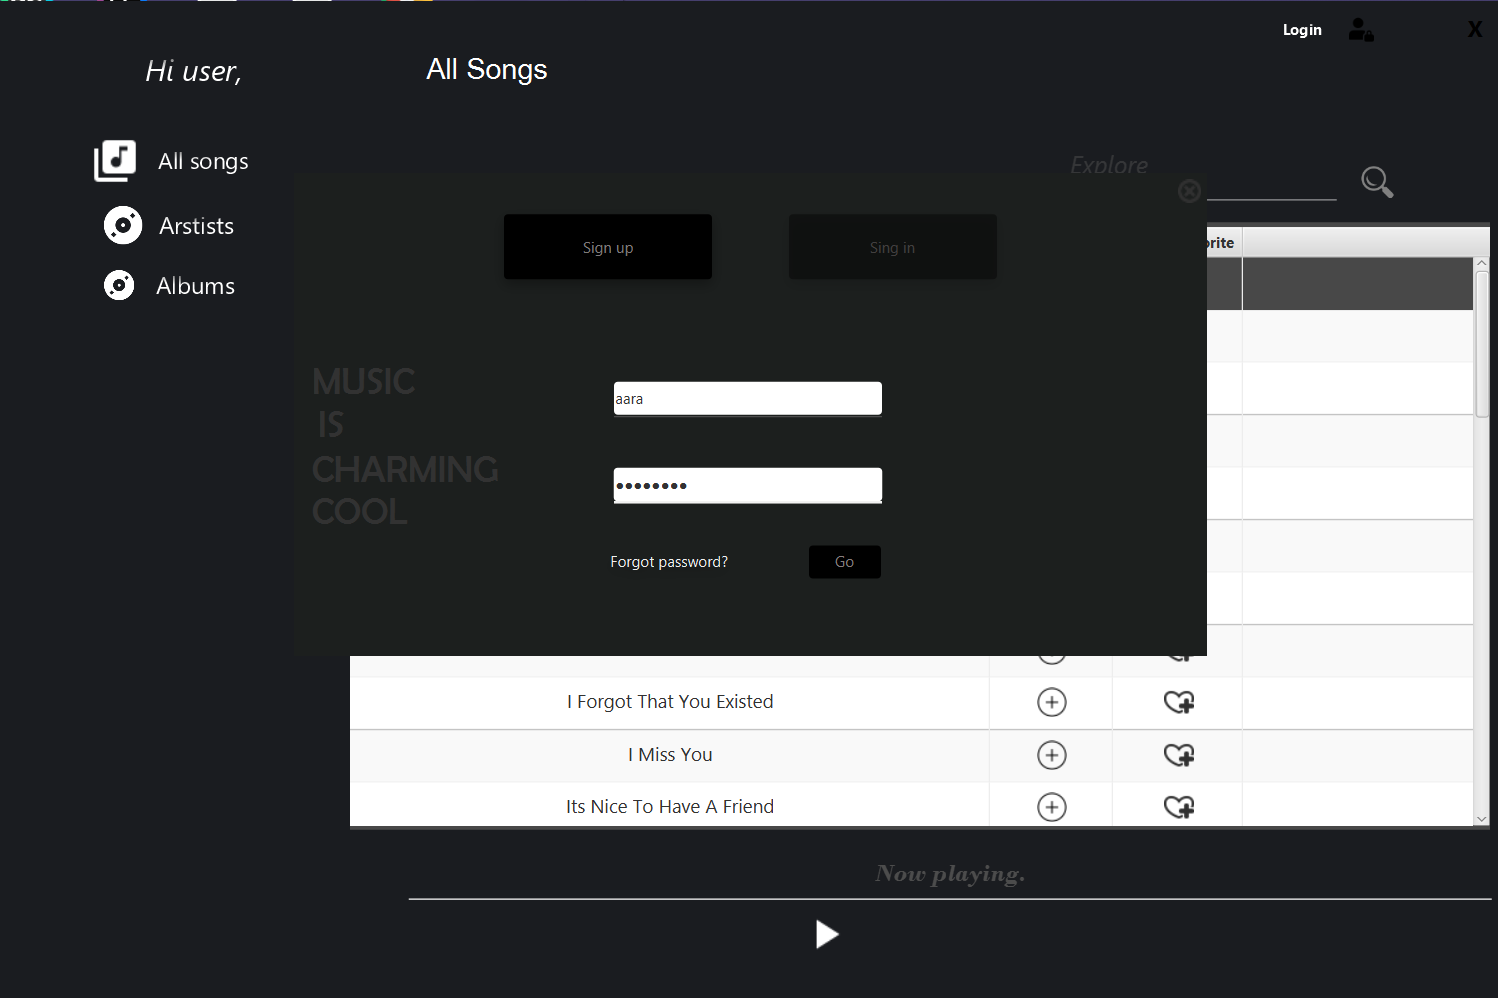 Login
X
Hi user,
All Songs
All songs
Explore
Arstists
Sign up
Sing in
Albums
MUSIC
IS
CHARMING
COOL
aara
Forgot password?
Go
I Forgot That You Existed
I Miss You
Its Nice To Have A Friend
Now playing.